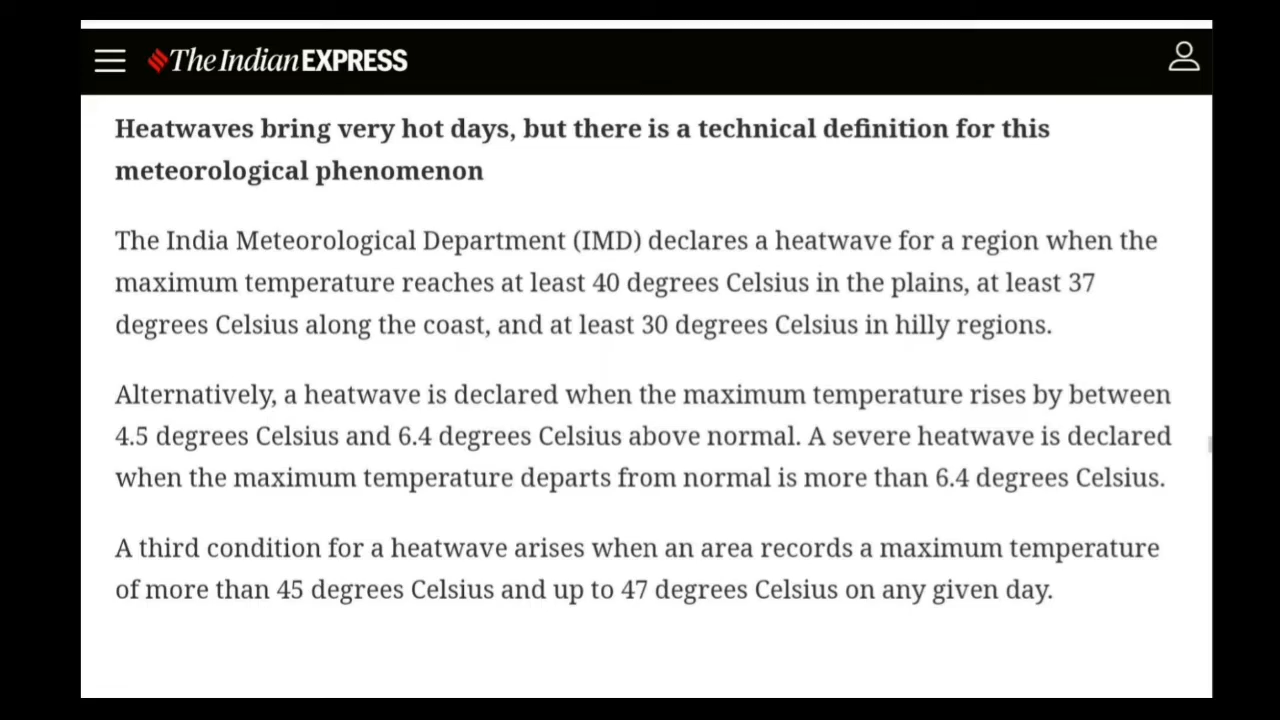 The Indian EXPRESS
Heatwaves bring very hot days, but there is a technical definition for this
meteorological phenomenon
The India Meteorological Department (IMD) declares a heatwave for a region when the
maximum temperature reaches at least 40 degrees Celsius in the plains, at least 37
degrees Celsius along the coast, and at least 30 degrees Celsius in hilly regions.
Alternatively, a heatwave is declared when the maximum temperature rises by between
4.5 degrees Celsius and 6.4 degrees Celsius above normal. A severe heatwave is declared
when the maximum temperature departs from normal is more than 6.4 degrees Celsius.
A third condition for a heatwave arises when an area records a maximum temperature
of more than 45 degrees Celsius and up to 47 degrees Celsius on any given day.